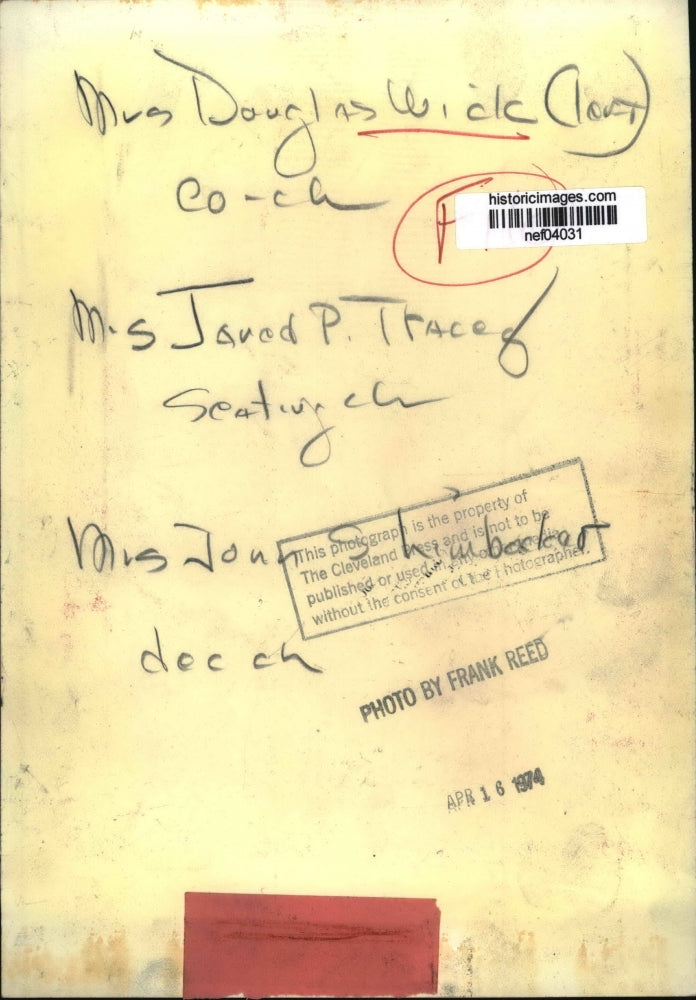 Mrs Douglas Wick (left)
co-ch
F
historicimages.com
nef04031
Mrs Jared P. Tracey
Seating ch
Mrs John Shimbasket
This photograph is the property of
The Cleveland Press and is not to be
published or used
without the consent of the Photographer.
dec ch
PHOTO BY FRANK REED
APR 16 1974